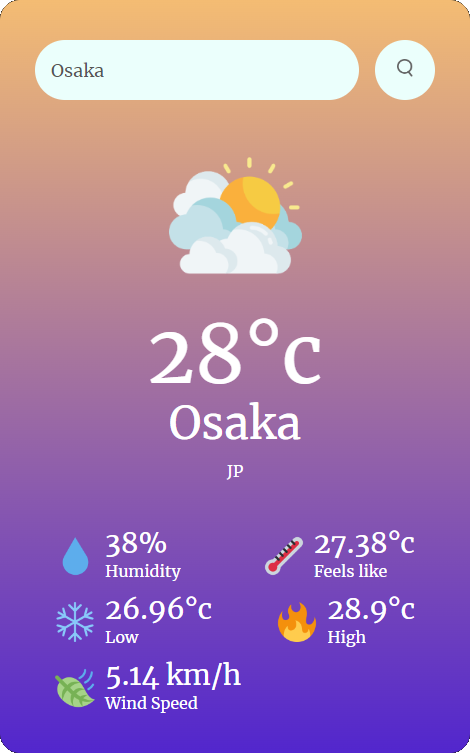 Osaka
28°c
Osaka
JP
38%
Humidity
27.38°c
Feels like
26.96°c
Low
28.9°c
High
5.14 km/h
Wind Speed